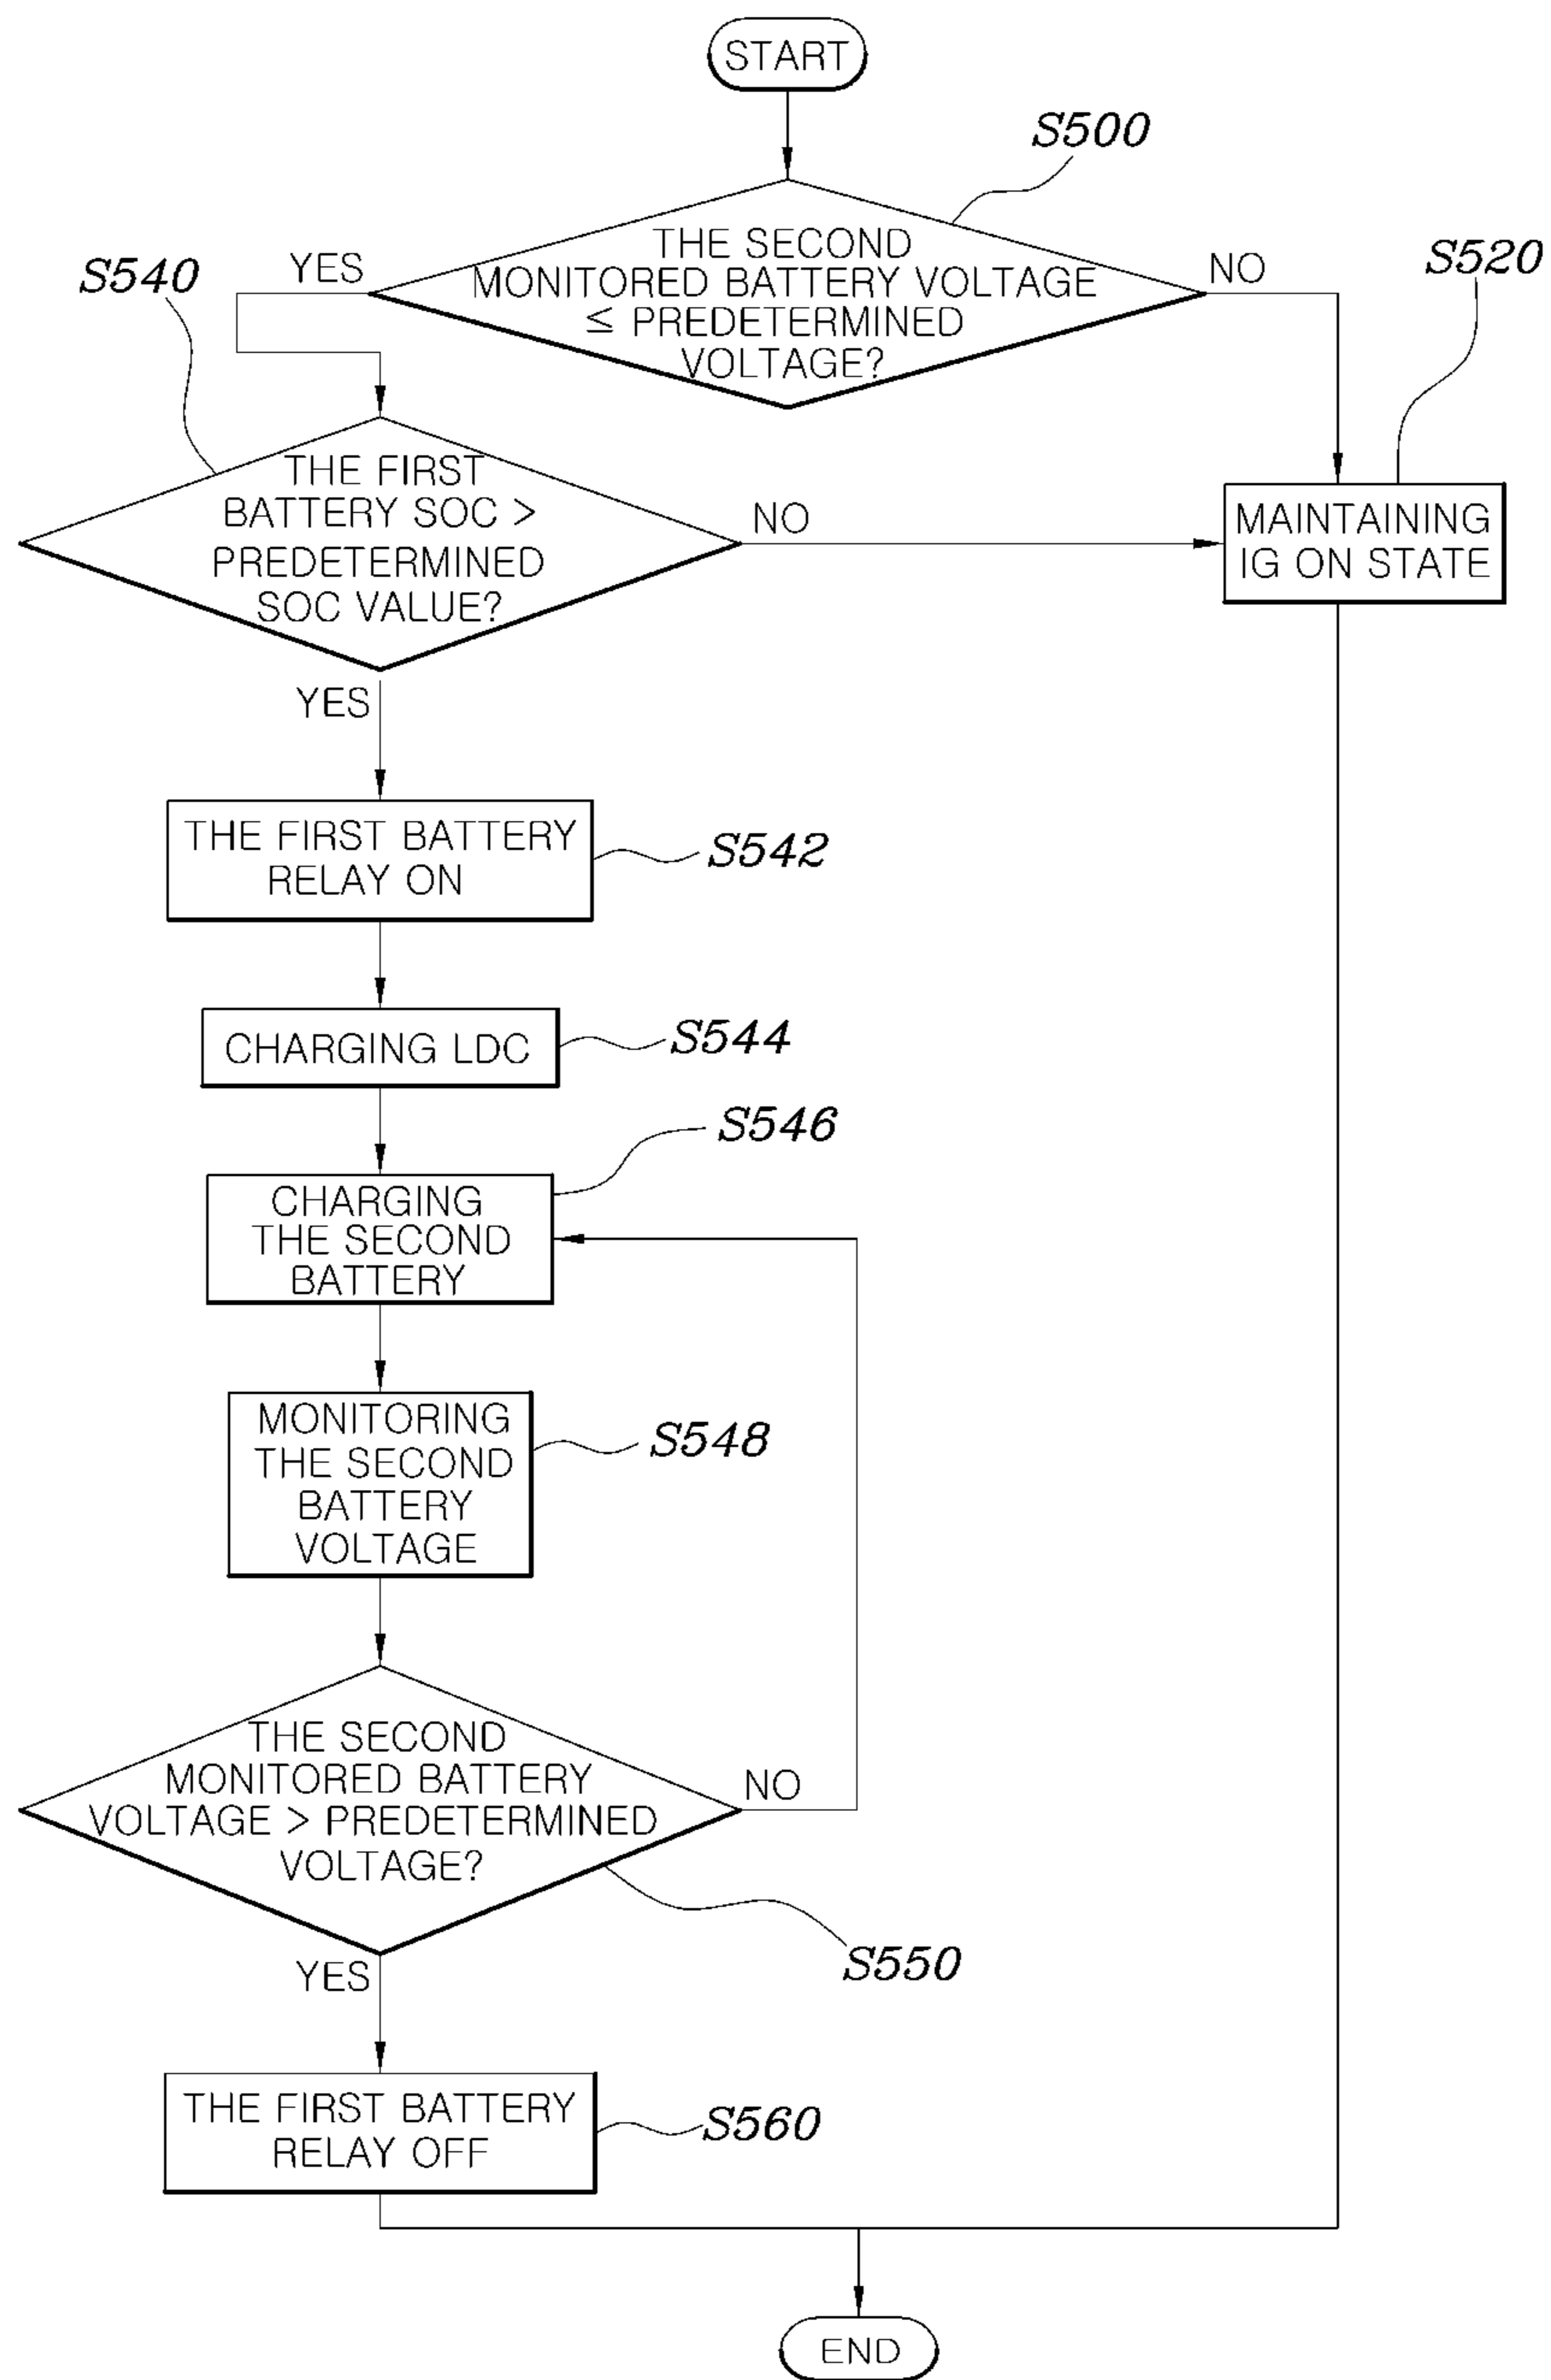 START
S500
THE SECOND
MONITORED BATTERY VOLTAGE
≤ PREDETERMINED
VOLTAGE?
YES
NO
S540
S520
THE FIRST
BATTERY SOC >
PREDETERMINED
SOC VALUE?
NO
MAINTAINING
IG ON STATE
YES
THE FIRST BATTERY
RELAY ON
S542
CHARGING LDC
S544
S546
CHARGING
THE SECOND
BATTERY
MONITORING
THE SECOND
BATTERY
VOLTAGE
S548
THE SECOND
MONITORED BATTERY
VOLTAGE > PREDETERMINED
VOLTAGE?
NO
S550
YES
THE FIRST BATTERY
RELAY OFF
S560
END